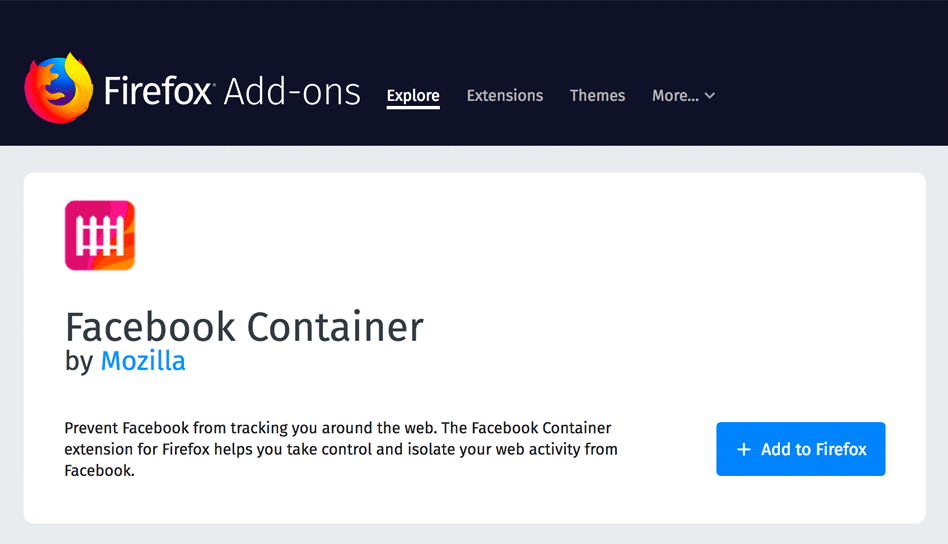 Firefox Add-ons Explore Extensions Themes More...
Facebook Container
by Mozilla
Prevent Facebook from tracking you around the web. The Facebook Container
extension for Firefox helps you take control and isolate your web activity from
Facebook.
+ Add to Firefox